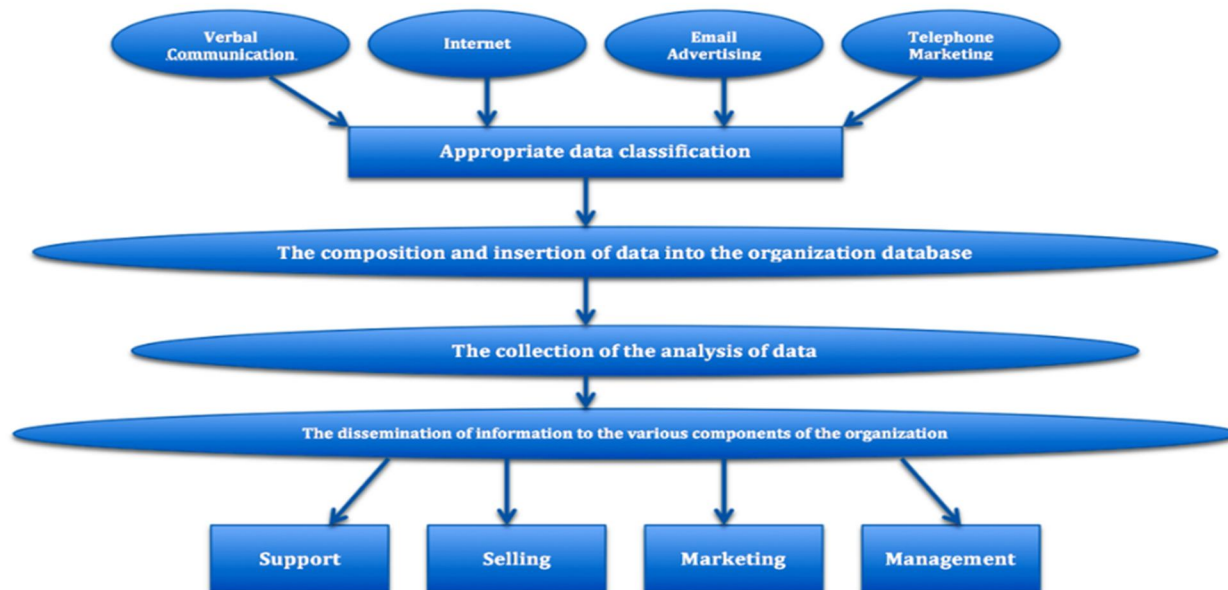 Verbal
Communication
Internet
Email
Advertising
Telephone
Marketing
Appropriate data classification
The composition and insertion of data into the organization database
The collection of the analysis of data
The dissemination of information to the various components of the organization
Support
Selling
Marketing
Management